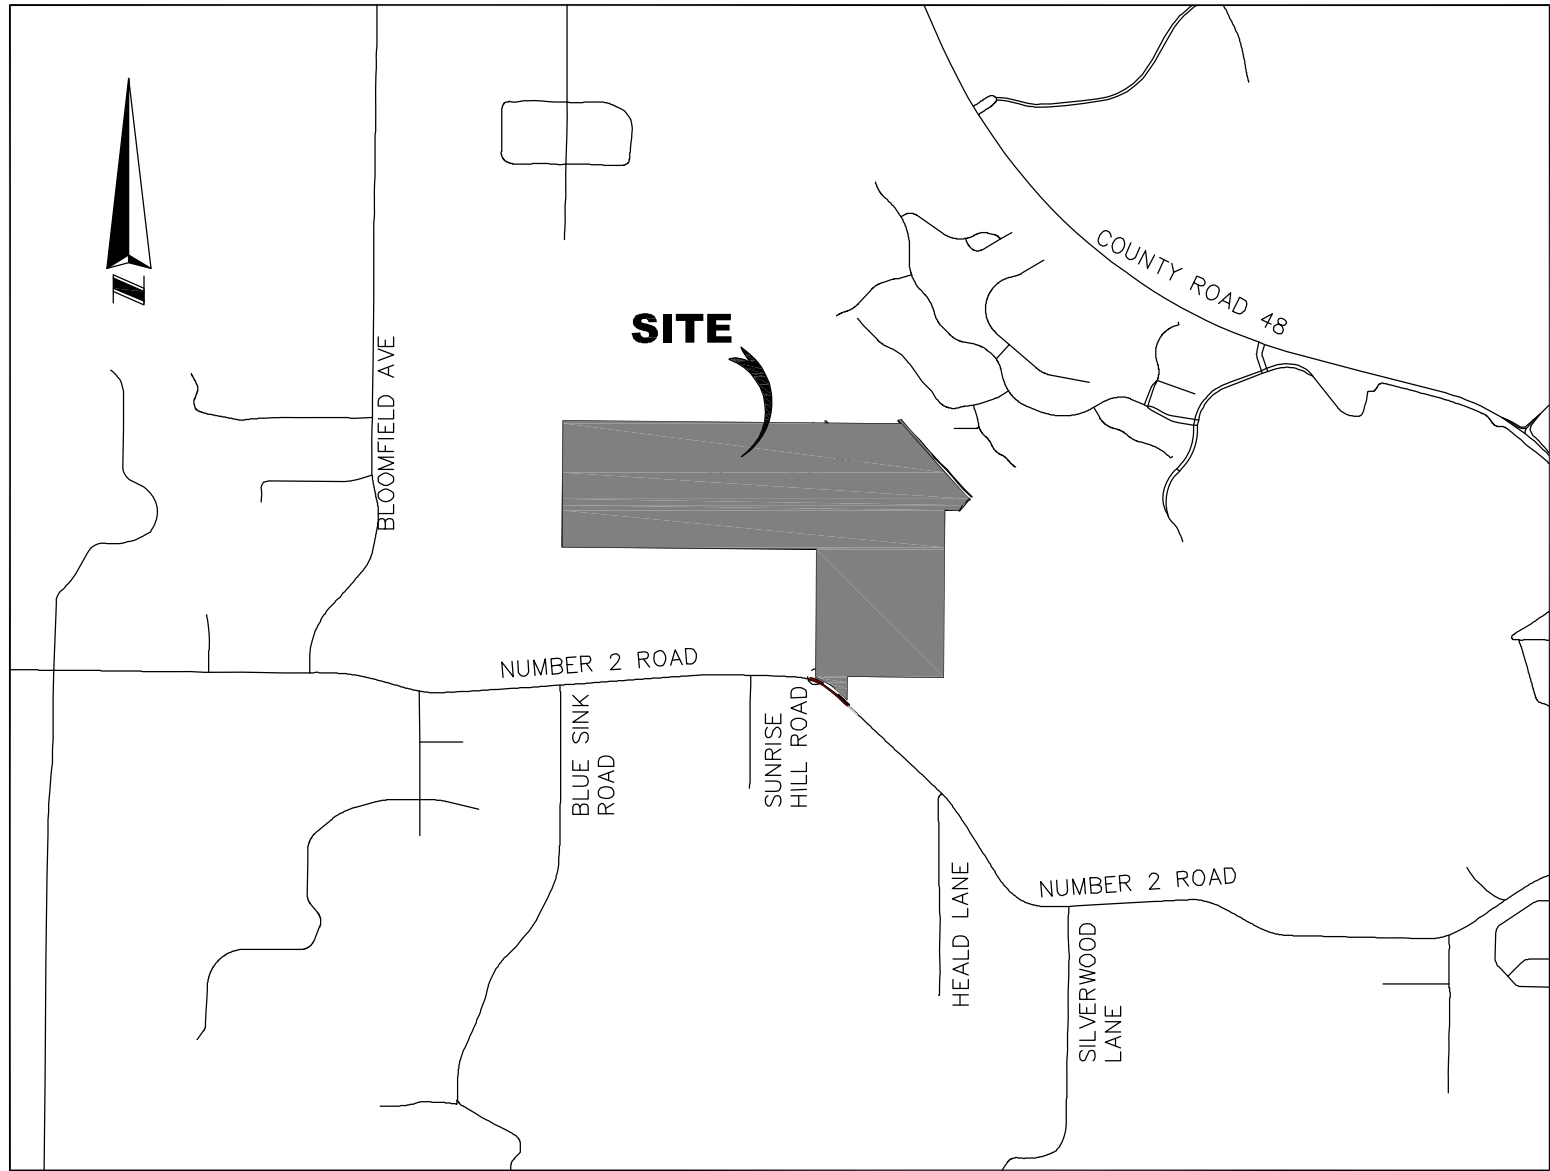 COUNTY ROAD 48
SITE
BLOOMFIELD AVE
N
NUMBER 2 ROAD
BLUE SINK
ROAD
SUNRISE
HILL ROAD
HEALD LANE
NUMBER 2 ROAD
SILVERWOOD
LANE